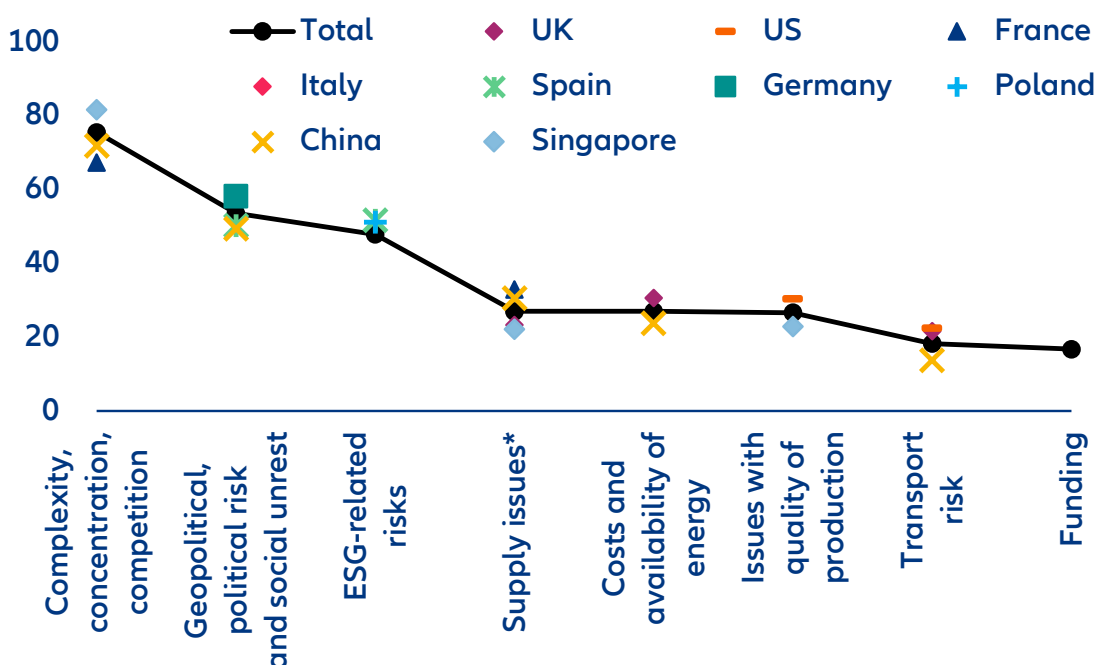 100
80
60
40
20
0
Total
UK
US
France
Italy
Spain
Germany
Poland
China
Singapore
Complexity,
concentration,
competition
Geopolitical,
political risk
and social unrest
ESG-related
risks
Supply issues*
Costs and
availability of
energy
Issues with
quality of
production
Transport
risk
Funding